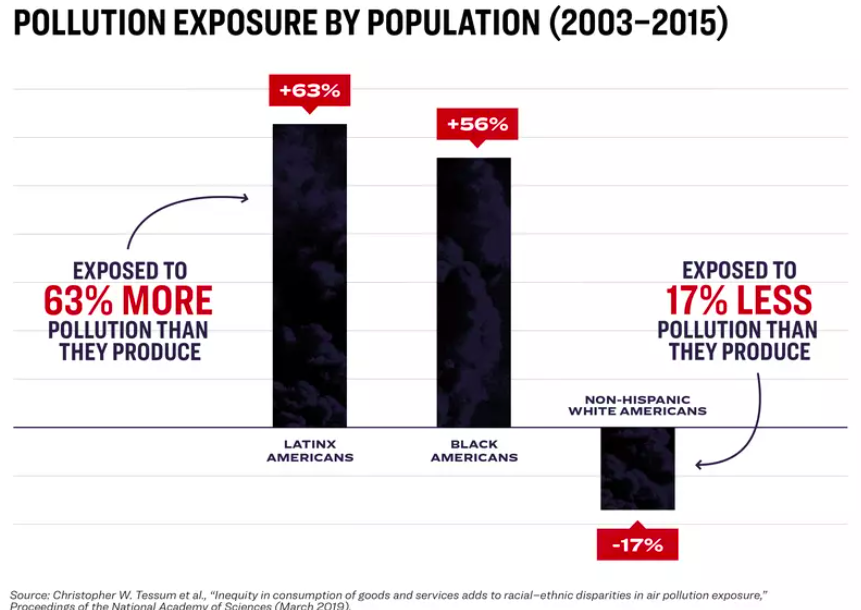 POLLUTION EXPOSURE BY POPULATION (2003–2015)
+63%
+56%
EXPOSED TO
63% MORE
POLLUTION THAN
THEY PRODUCE
EXPOSED TO
17% LESS
POLLUTION THAN
THEY PRODUCE
NON-HISPANIC
WHITE AMERICANS
LATINX
AMERICANS
BLACK
AMERICANS
-17%
Source: Christopher W. Tessum et al., “Inequity in consumption of goods and services adds to racial–ethnic disparities in air pollution exposure,”
Proceedings of the National Academy of Sciences (March 2019).